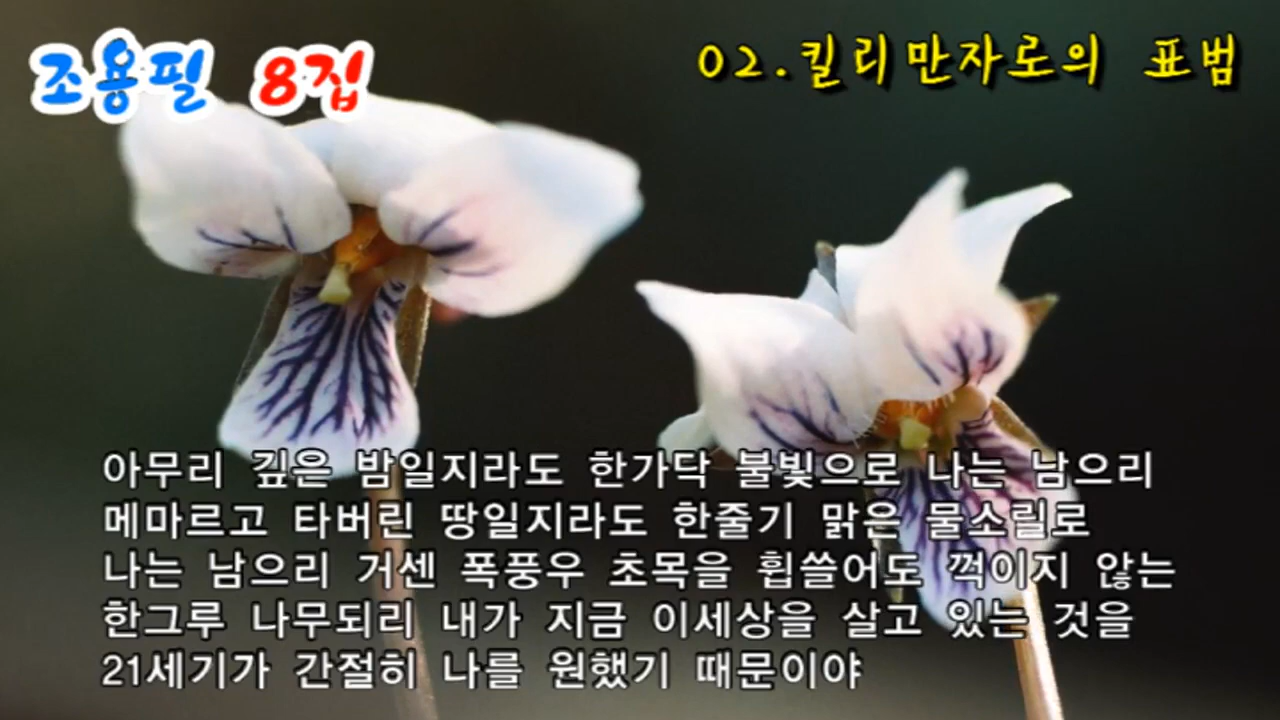 조용필 8집
02.킬리만자로의 표범
아무리 깊은 밤일지라도 한가닥 불빛으로 나는 남으리
메마르고 타버린 땅일지라도 한줄기 맑은 물소릴로
나는 남으리 거센 폭풍우 초목을 휩쓸어도 꺽이지 않는
한그루 나무되리 내가 지금 이세상을 살고 있는 것을
21세기가 간절히 나를 원했기 때문이야